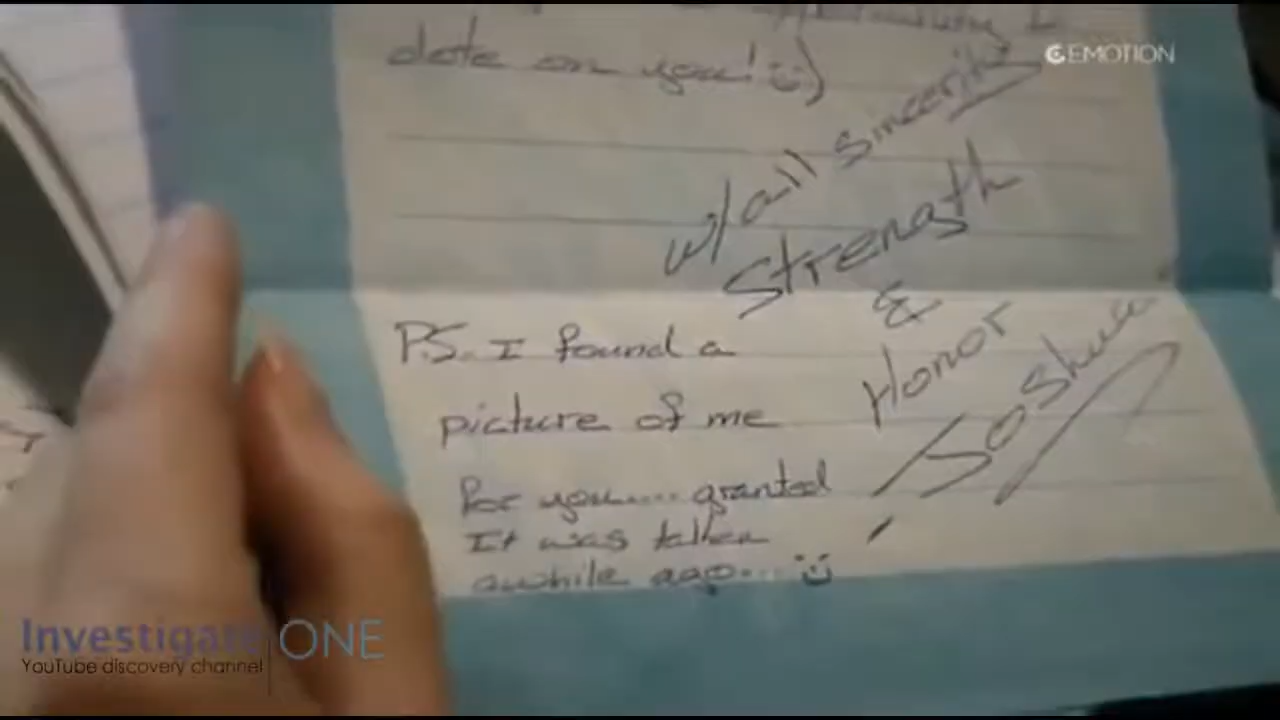 date on you! :)
EMOTION
w/ all sincerity
Strength
&
Honor
Joshua
P.S. I found a
picture of me
for you.... granted
It was taken
awhile ago... :)
Investigate ONE
YouTube discovery channel